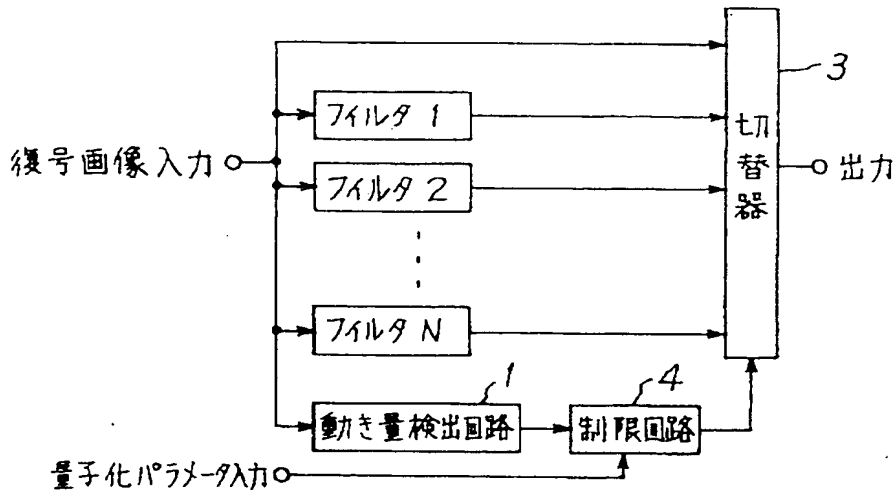 3
フィルタ 1
切替器
復号画像入力
出力
フィルタ 2
フィルタ N
1
4
動き量検出回路
制限回路
量子化パラメータ入力